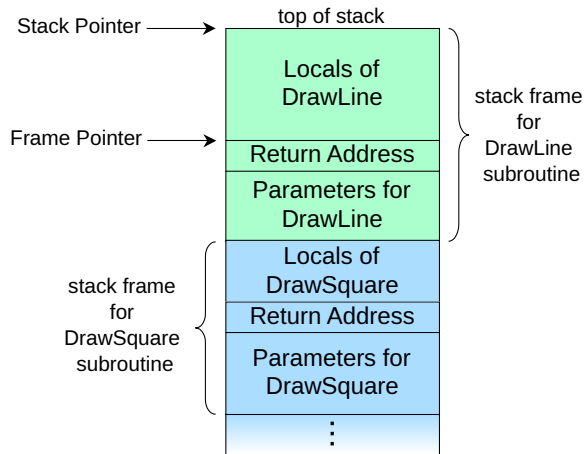 Stack Pointer
top of stack
Locals of
DrawLine
stack frame
for
DrawLine
subroutine
Frame Pointer
Return Address
Parameters for
DrawLine
Locals of
DrawSquare
stack frame
for
DrawSquare
subroutine
Return Address
Parameters for
DrawSquare
⋮